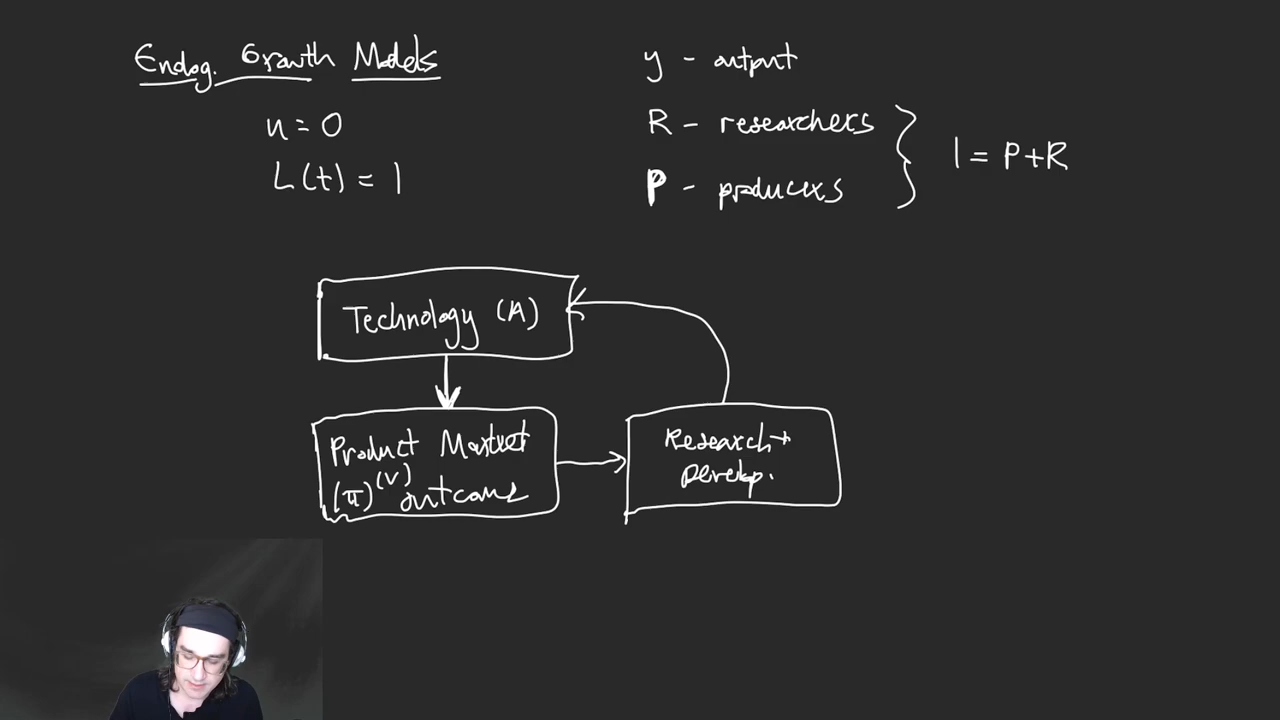 Endog. Growth Models
n = 0
L(t) = 1
y - output
R - researchers
P - producers
1 = P+R
Technology (A)
Product Market
(π) (V) outcome
Research +
Develop.